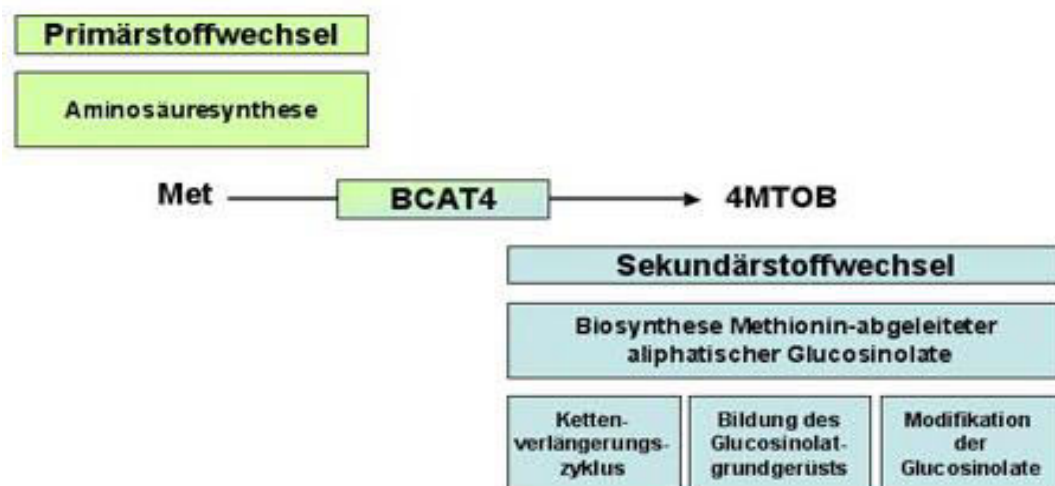 Primärstoffwechsel
Aminosäuresynthese
Met BCAT4 4MTOB
Sekundärstoffwechsel
Biosynthese Methionin-abgeleiteter
aliphatischer Glucosinolate
Ketten-
verlängerungs-
zyklus
Bildung des
Glucosinolat-
grundgerüsts
Modifikation
der
Glucosinolate